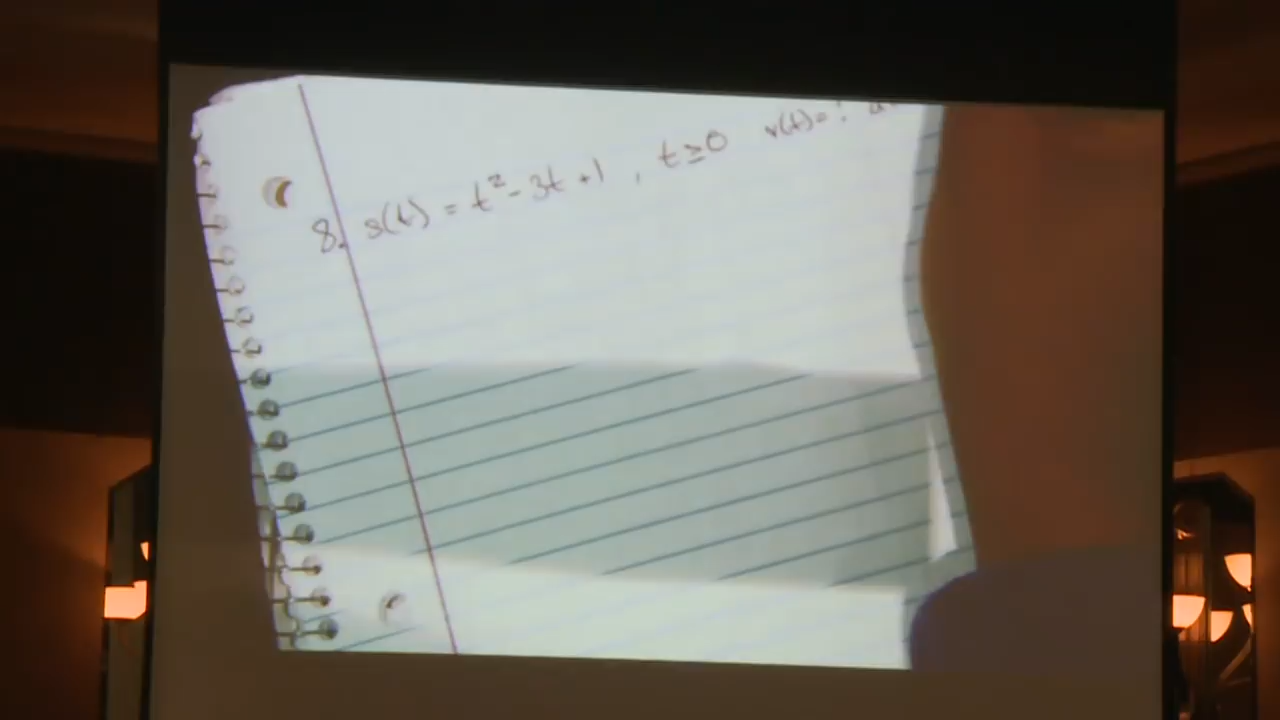 8. s(t) = t² - 3t + 1 , t ≥ 0 v(t) = ?